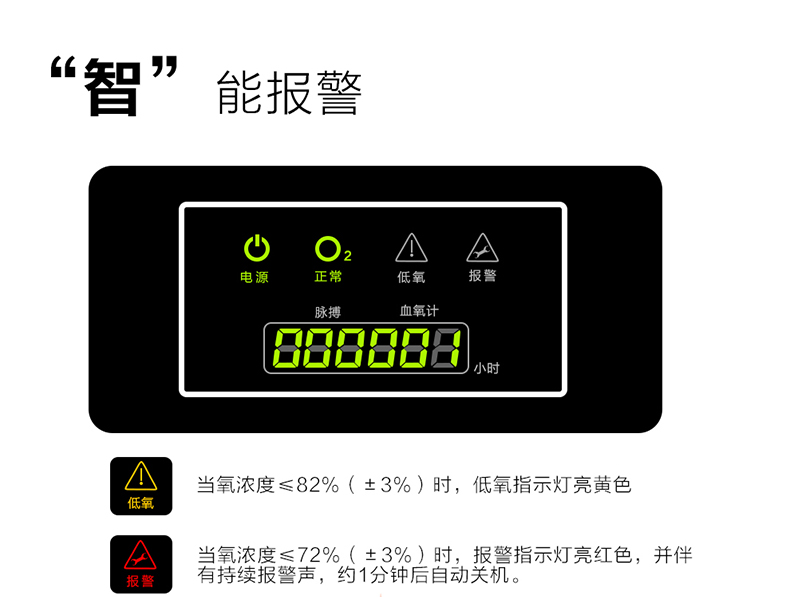 “智”能报警
O₂
电源 正常 低氧 报警
脉搏 血氧计
000001 小时
低氧 当氧浓度≤82%（±3%）时，低氧指示灯亮黄色
报警 当氧浓度≤72%（±3%）时，报警指示灯亮红色，并伴
有持续报警声，约1分钟后自动关机。